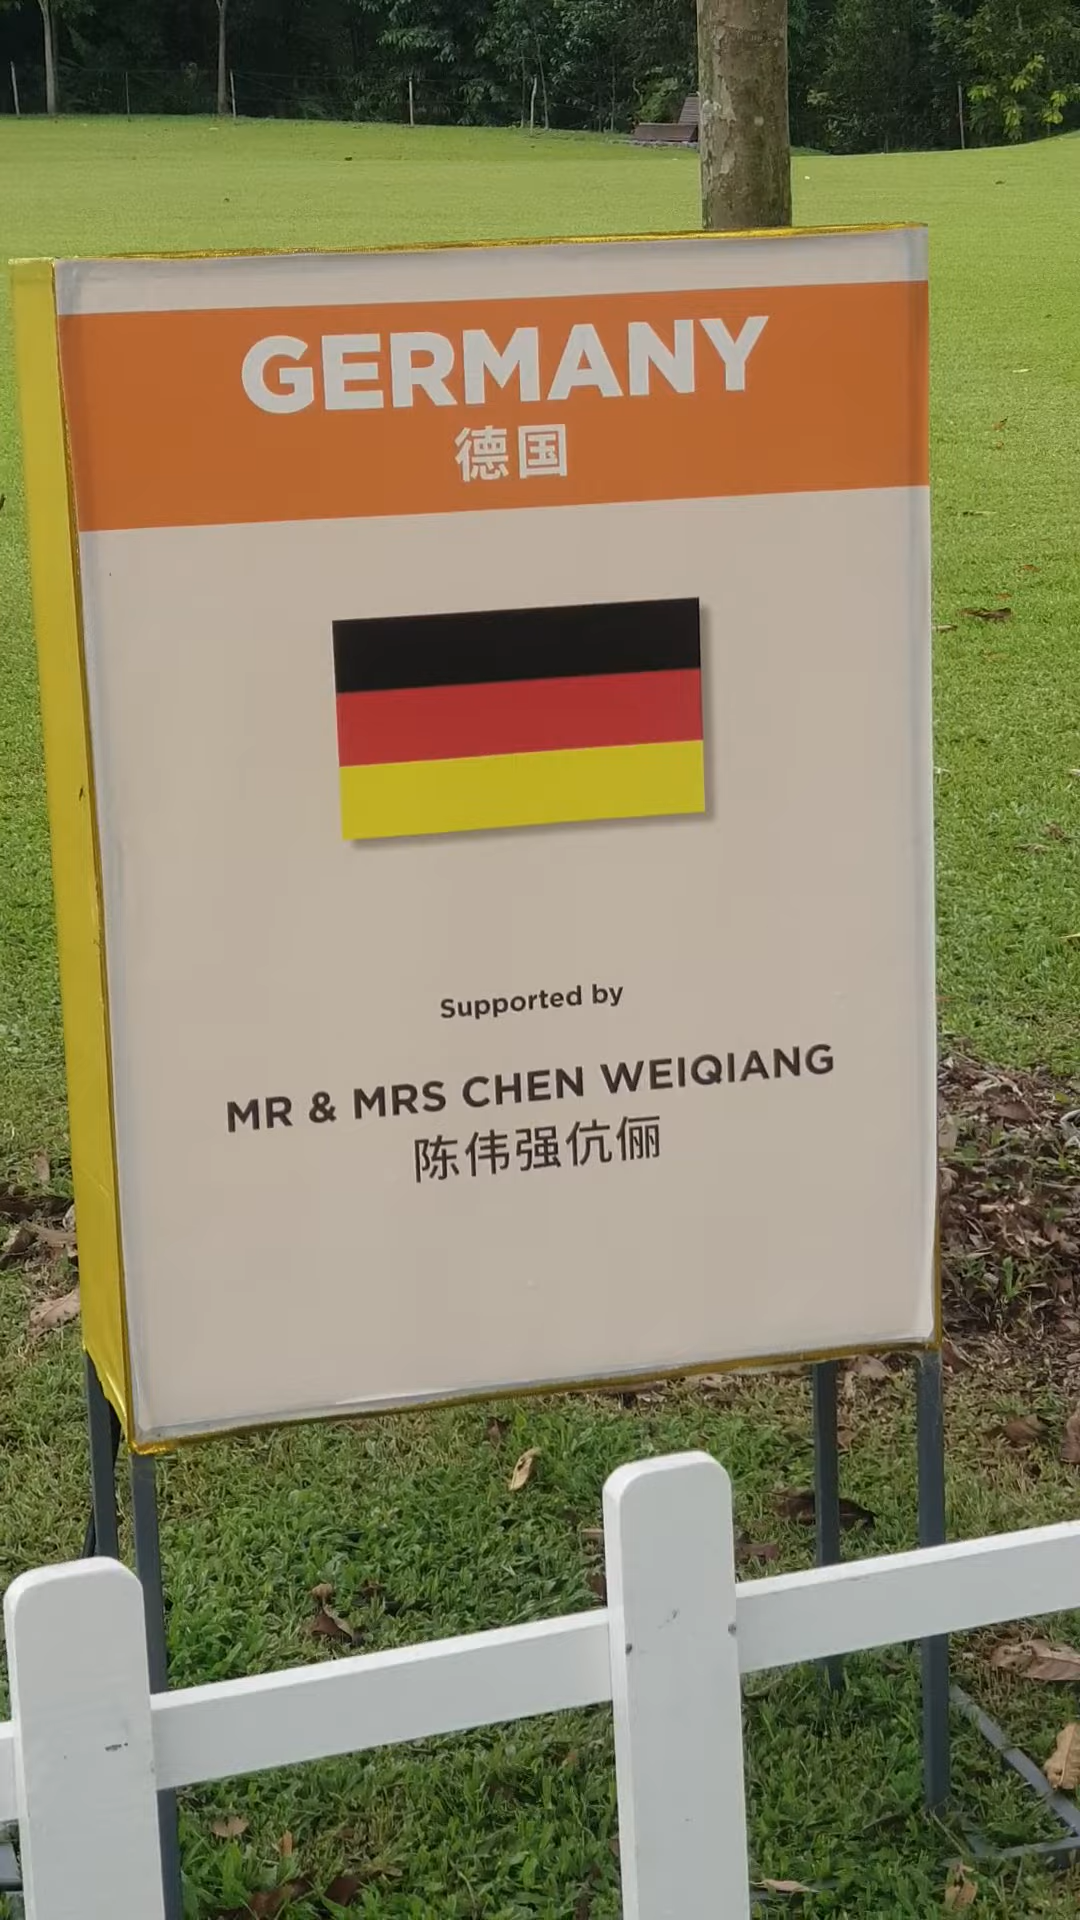 GERMANY
德国
Supported by
MR & MRS CHEN WEIQIANG
陈伟强伉俪